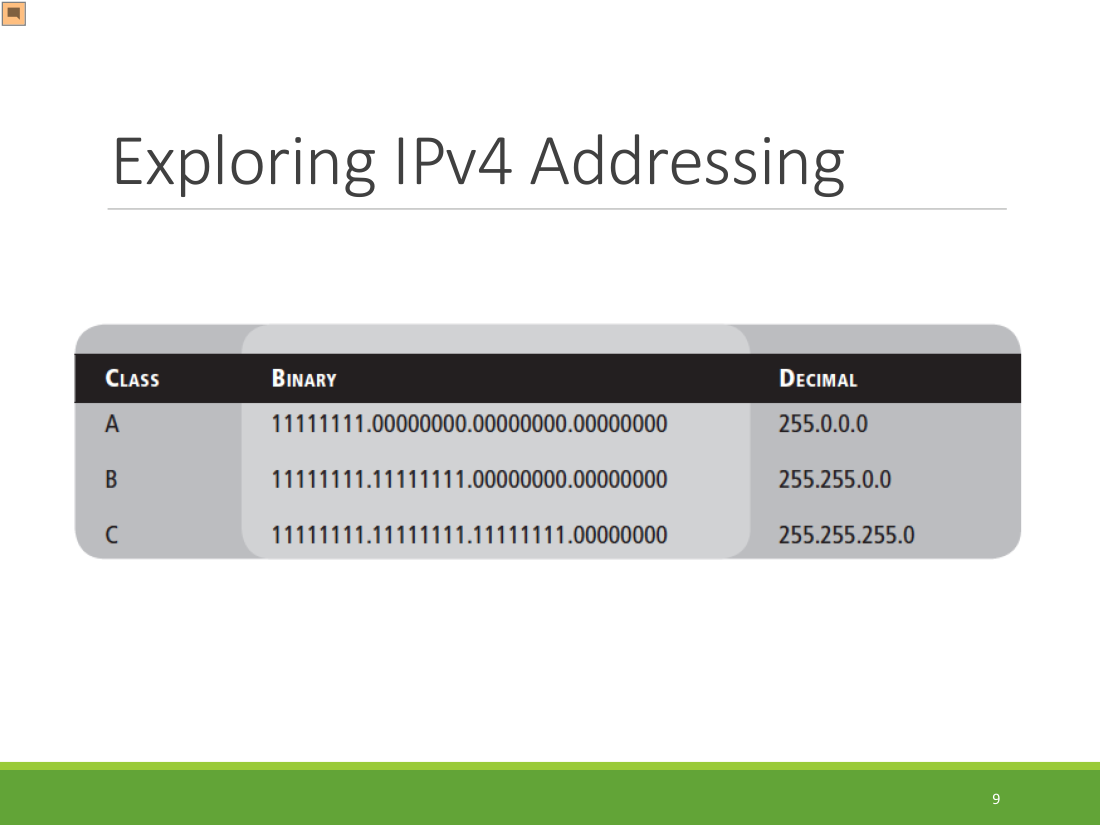 Exploring IPv4 Addressing
CLASS BINARY DECIMAL
A 11111111.00000000.00000000.00000000 255.0.0.0
B 11111111.11111111.00000000.00000000 255.255.0.0
C 11111111.11111111.11111111.00000000 255.255.255.0
9